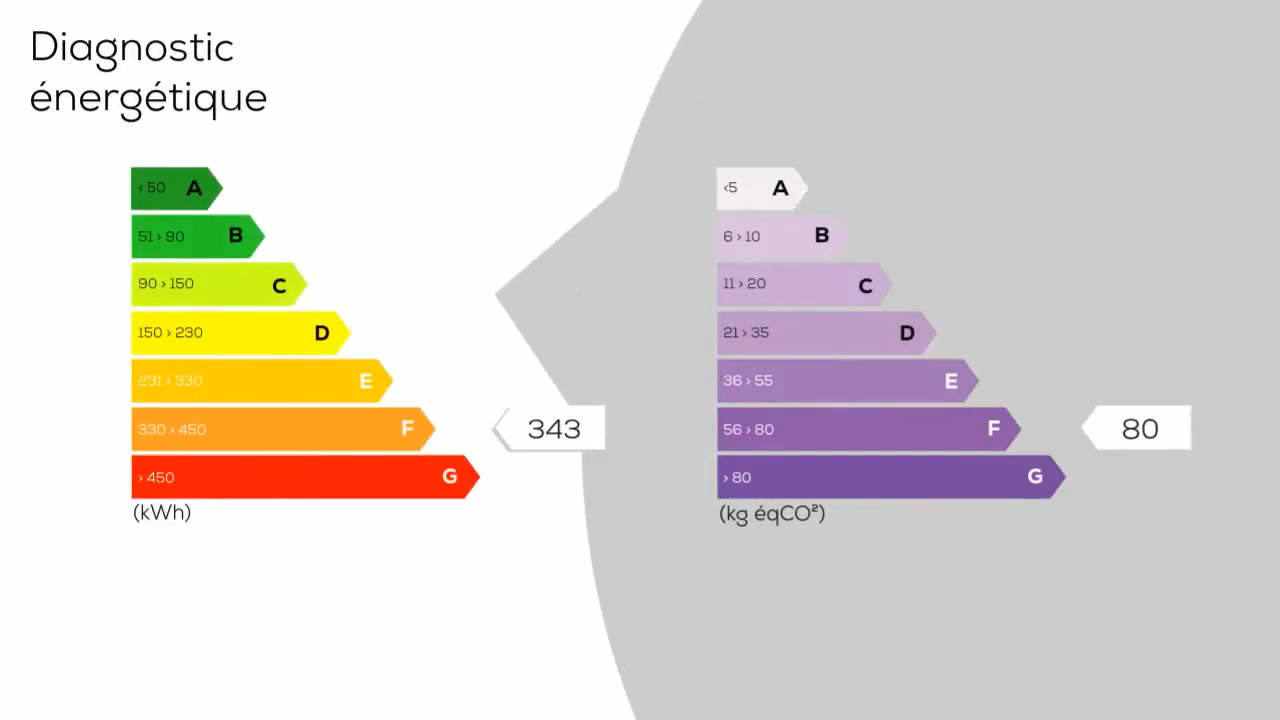 Diagnostic
énergétique
< 50 A
51 > 90 B
90 > 150 C
150 > 230 D
231 > 330 E
330 > 450 F
343
> 450 G
(kWh)
<5 A
6 > 10 B
11 > 20 C
21 > 35 D
36 > 55 E
56 > 80 F
80
> 80 G
(kg éqCO²)